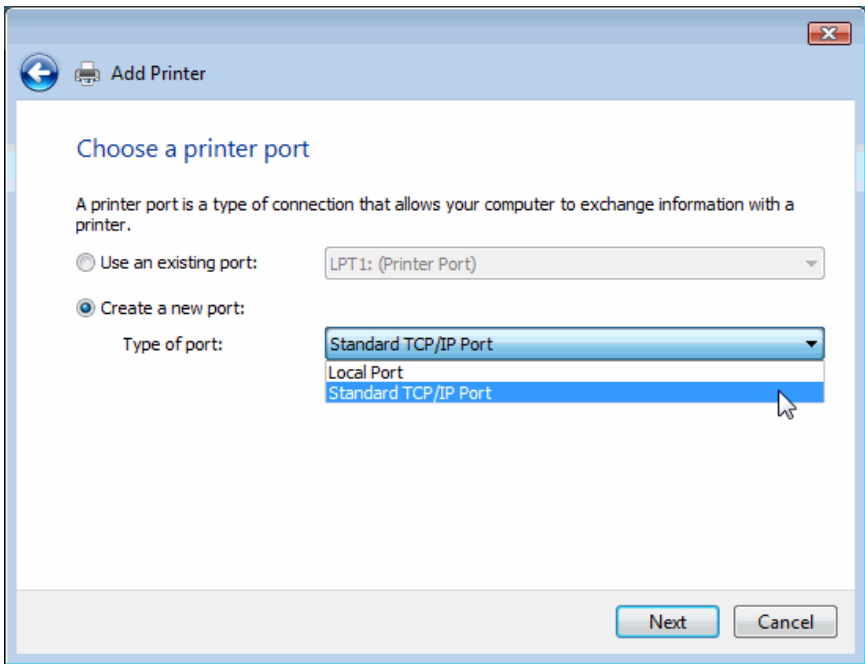 Add Printer
Choose a printer port
A printer port is a type of connection that allows your computer to exchange information with a
printer.
Use an existing port: LPT1: (Printer Port)
Create a new port:
Type of port: Standard TCP/IP Port
Local Port
Standard TCP/IP Port
Next Cancel